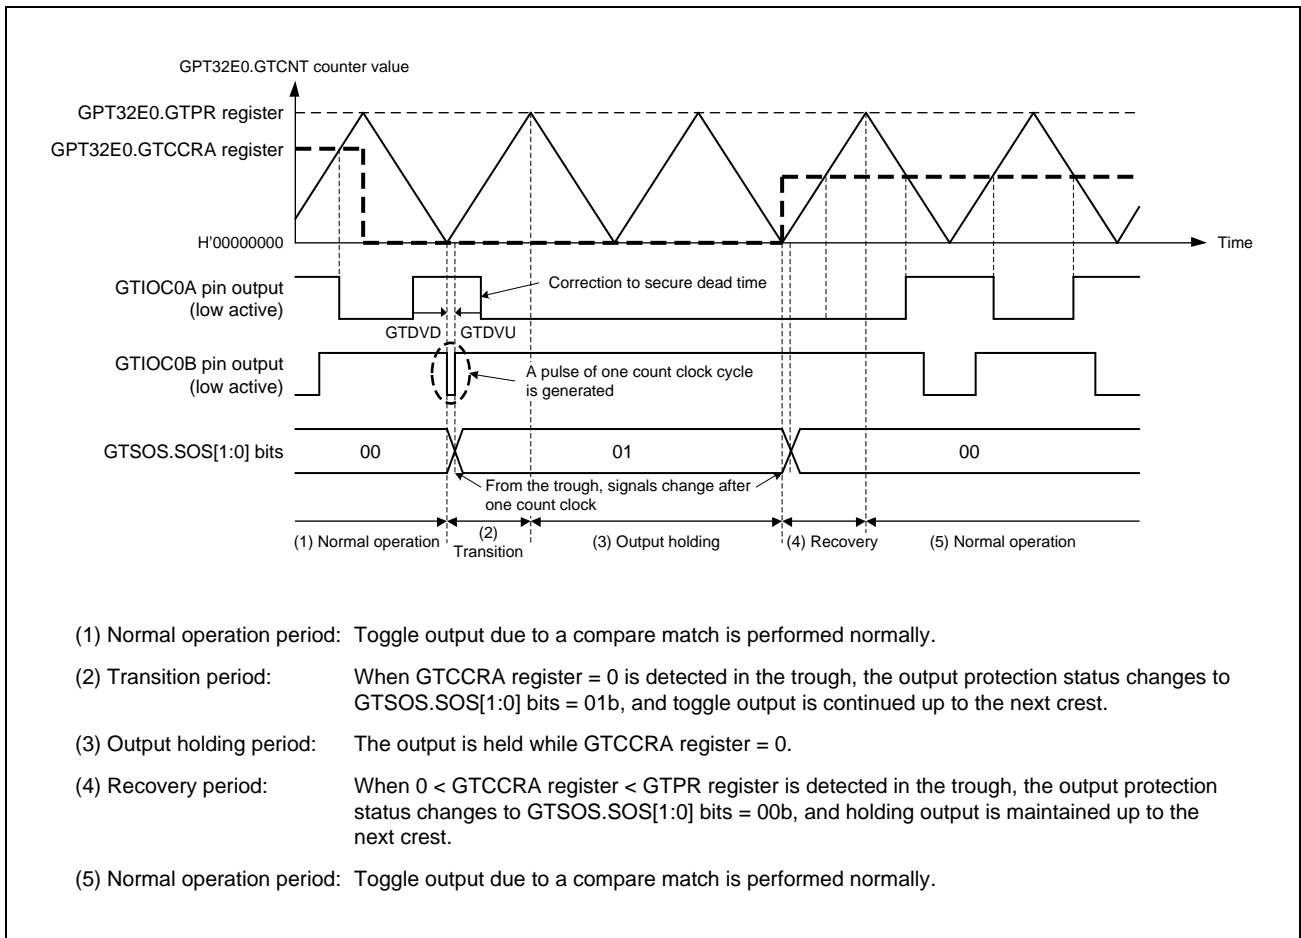 GPT32E0.GTCNT counter value
GPT32E0.GTPR register
GPT32E0.GTCCRA register
H'00000000
Time
GTIOC0A pin output
(low active)
Correction to secure dead time
GTDVD
GTDVU
GTIOC0B pin output
(low active)
A pulse of one count clock cycle
is generated
GTSOS.SOS[1:0] bits
00
01
00
From the trough, signals change after
one count clock
(1) Normal operation
(2)
Transition
(3) Output holding
(4) Recovery
(5) Normal operation
(1) Normal operation period: Toggle output due to a compare match is performed normally.
(2) Transition period: When GTCCRA register = 0 is detected in the trough, the output protection status changes to
GTSOS.SOS[1:0] bits = 01b, and toggle output is continued up to the next crest.
(3) Output holding period: The output is held while GTCCRA register = 0.
(4) Recovery period: When 0 < GTCCRA register < GTPR register is detected in the trough, the output protection
status changes to GTSOS.SOS[1:0] bits = 00b, and holding output is maintained up to the
next crest.
(5) Normal operation period: Toggle output due to a compare match is performed normally.